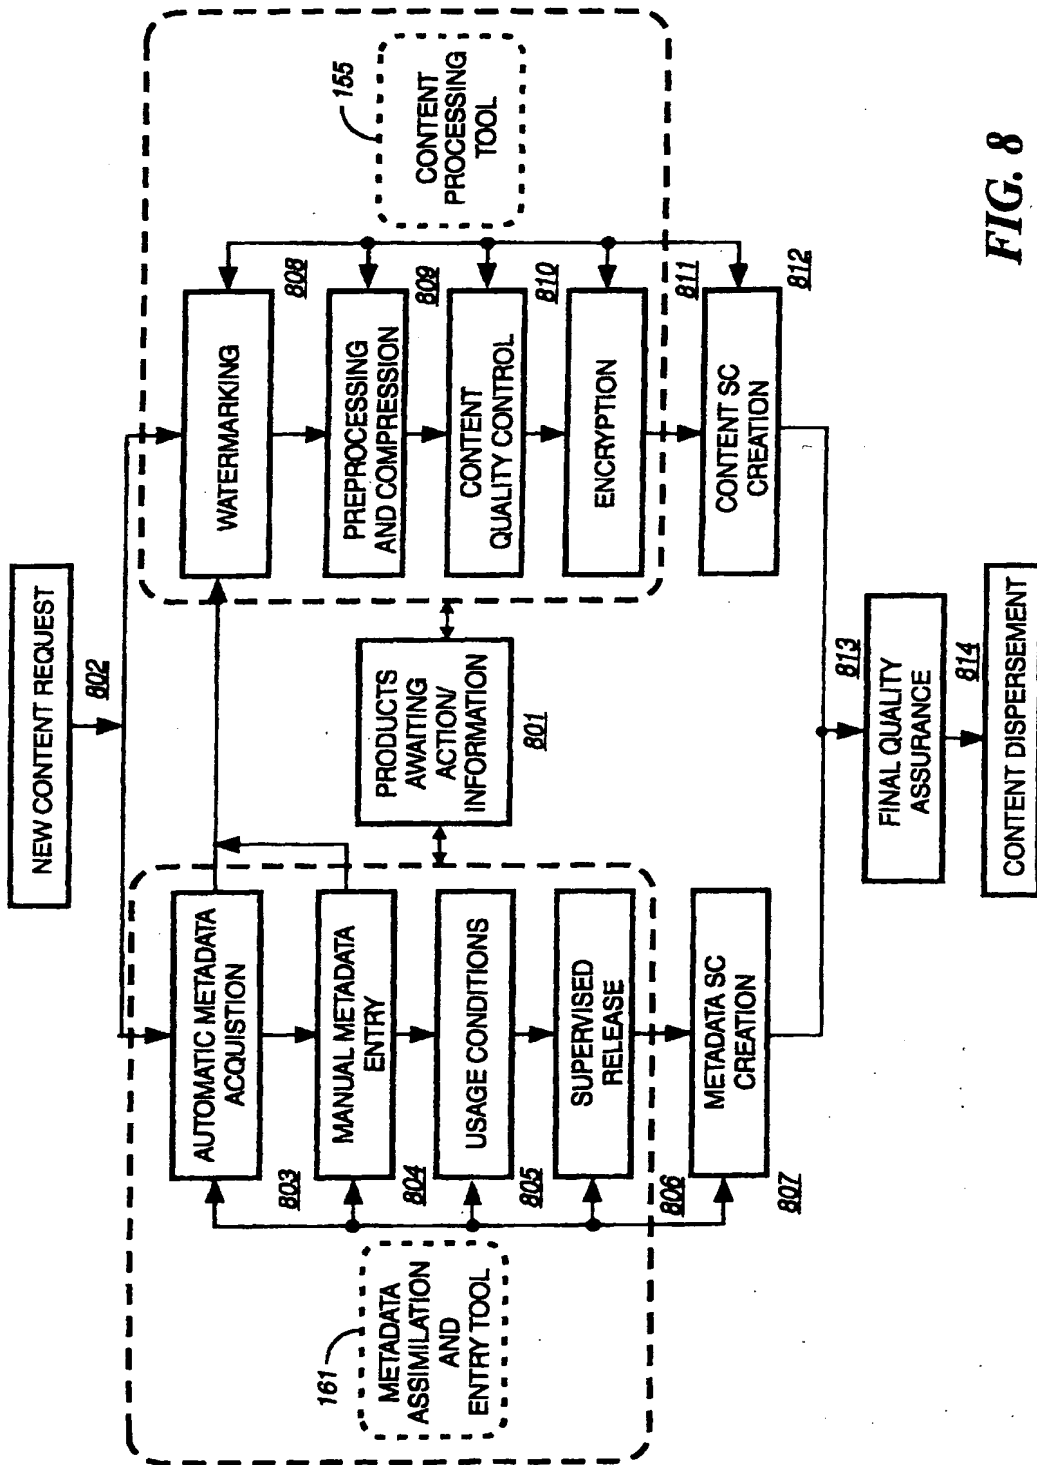 NEW CONTENT REQUEST
802
AUTOMATIC METADATA
ACQUISTION
803
MANUAL METADATA
ENTRY
804
USAGE CONDITIONS
805
SUPERVISED
RELEASE
806
METADATA SC
CREATION
807
161
METADATA
ASSIMILATION
AND
ENTRY TOOL
PRODUCTS
AWAITING
ACTION/
INFORMATION
801
WATERMARKING
808
PREPROCESSING
AND COMPRESSION
809
CONTENT
QUALITY CONTROL
810
ENCRYPTION
811
CONTENT SC
CREATION
812
155
CONTENT
PROCESSING
TOOL
813
FINAL QUALITY
ASSURANCE
814
CONTENT DISPERSEMENT
FIG. 8